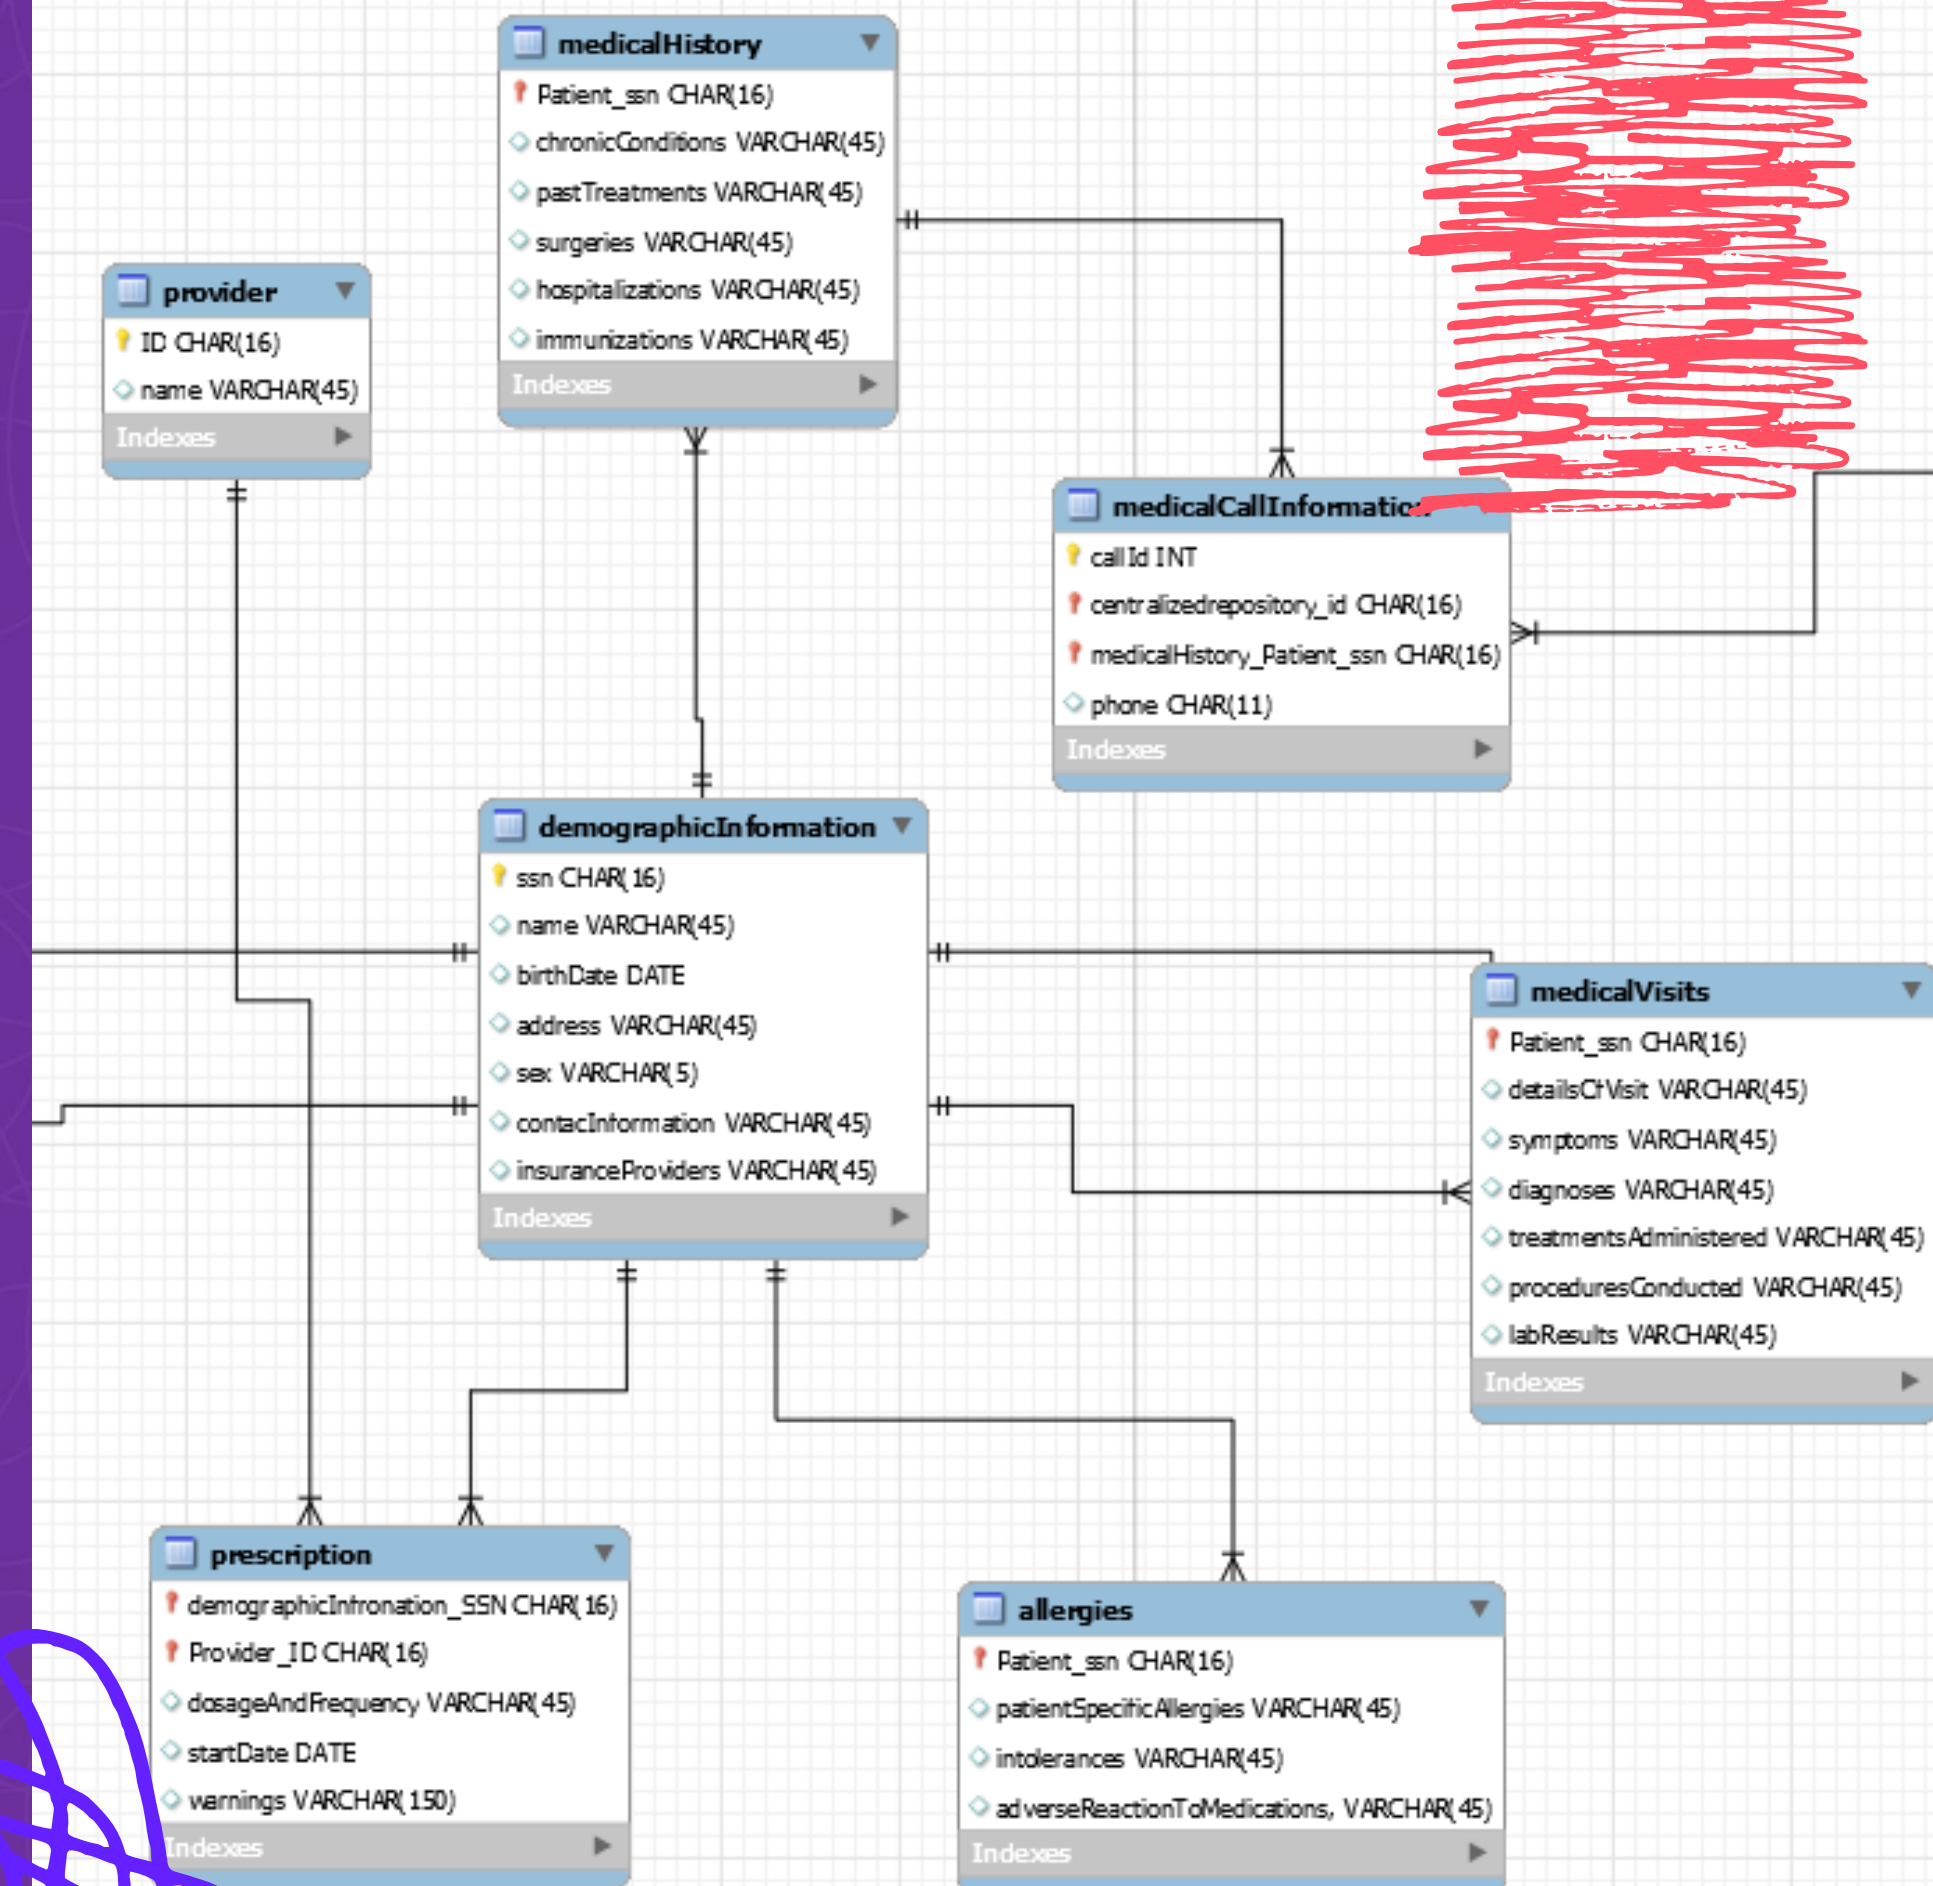 medicalHistory
Patient_ssn CHAR(16)
chronicConditions VARCHAR(45)
pastTreatments VARCHAR(45)
surgeries VARCHAR(45)
hospitalizations VARCHAR(45)
immunizations VARCHAR(45)
Indexes
provider
ID CHAR(16)
name VARCHAR(45)
Indexes
medicalCallInformation
callId INT
centralizedrepository_id CHAR(16)
medicalHistory_Patient_ssn CHAR(16)
phone CHAR(11)
Indexes
demographicInformation
ssn CHAR(16)
name VARCHAR(45)
birthDate DATE
address VARCHAR(45)
sex VARCHAR(5)
contacInformation VARCHAR(45)
insuranceProviders VARCHAR(45)
Indexes
medicalVisits
Patient_ssn CHAR(16)
detailsOfVisit VARCHAR(45)
symptoms VARCHAR(45)
diagnoses VARCHAR(45)
treatmentsAdministered VARCHAR(45)
proceduresConducted VARCHAR(45)
labResults VARCHAR(45)
Indexes
prescription
demographicInfronation_SSN CHAR(16)
Provider_ID CHAR(16)
dosageAndFrequency VARCHAR(45)
startDate DATE
warnings VARCHAR(150)
Indexes
allergies
Patient_ssn CHAR(16)
patientSpecificAllergies VARCHAR(45)
intolerances VARCHAR(45)
adverseReactionToMedications, VARCHAR(45)
Indexes